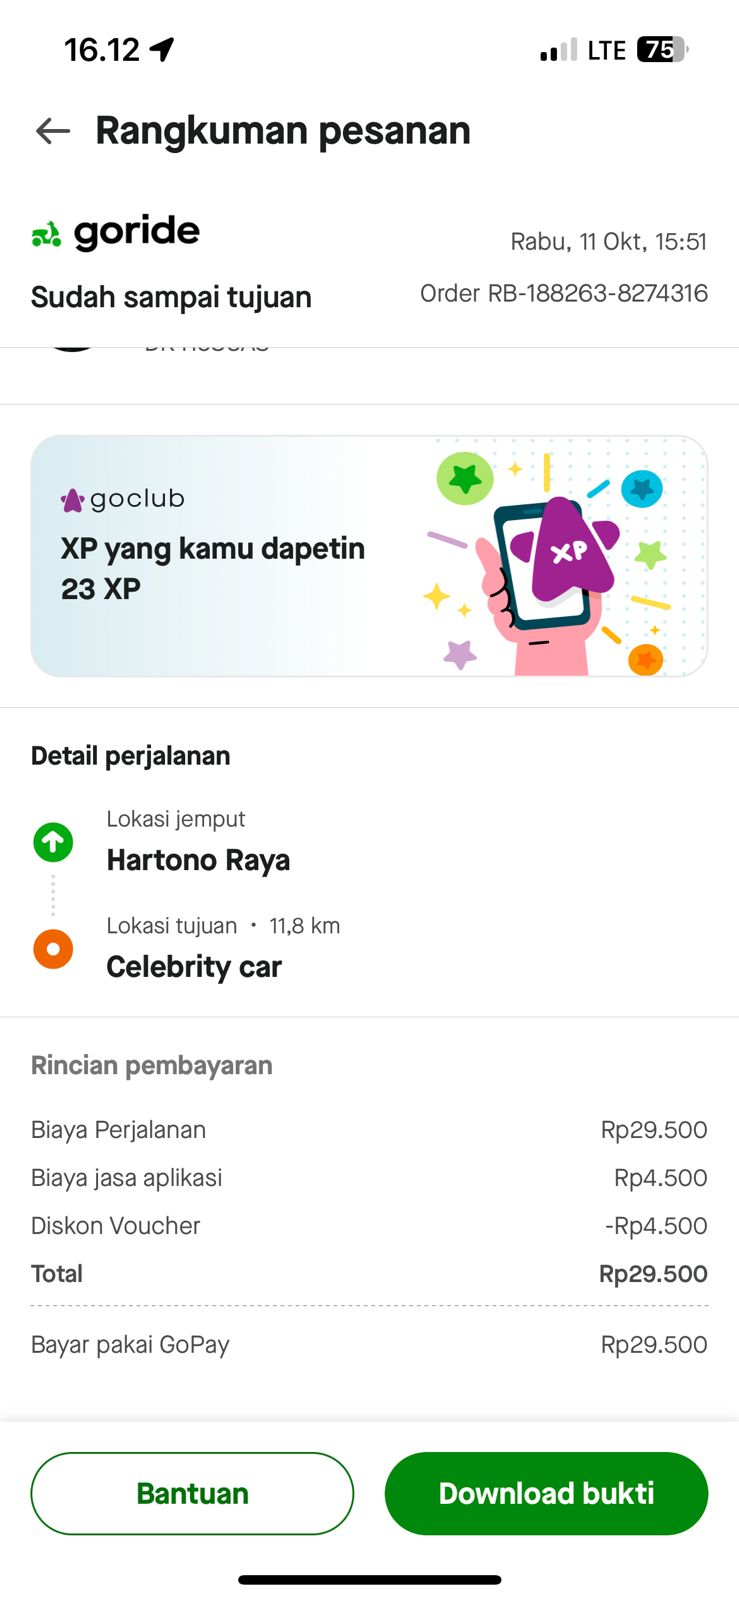 16.12
LTE 75
Rangkuman pesanan
goride
Rabu, 11 Okt, 15:51
Sudah sampai tujuan
Order RB-188263-8274316
goclub
XP yang kamu dapetin
23 XP
XP
Detail perjalanan
Lokasi jemput
Hartono Raya
Lokasi tujuan • 11,8 km
Celebrity car
Rincian pembayaran
Biaya Perjalanan Rp29.500
Biaya jasa aplikasi Rp4.500
Diskon Voucher -Rp4.500
Total Rp29.500
Bayar pakai GoPay Rp29.500
Bantuan
Download bukti